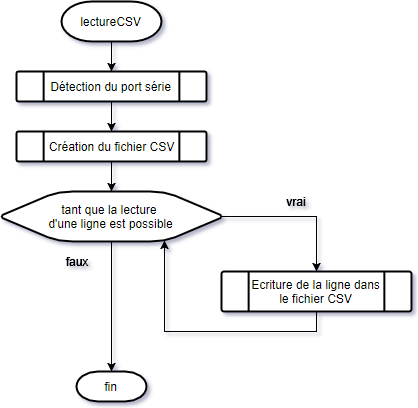 lectureCSV
Détection du port série
Création du fichier CSV
tant que la lecture
d'une ligne est possible
vrai
faux
Ecriture de la ligne dans
le fichier CSV
fin